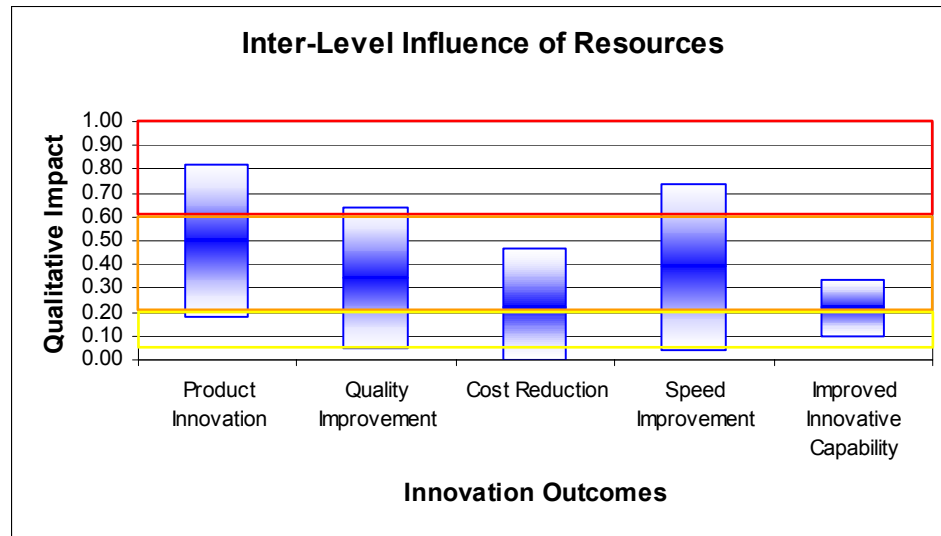 Inter-Level Influence of Resources
Qualitative Impact
1.00
0.90
0.80
0.70
0.60
0.50
0.40
0.30
0.20
0.10
0.00
Product
Innovation
Quality
Improvement
Cost Reduction
Speed
Improvement
Improved
Innovative
Capability
Innovation Outcomes